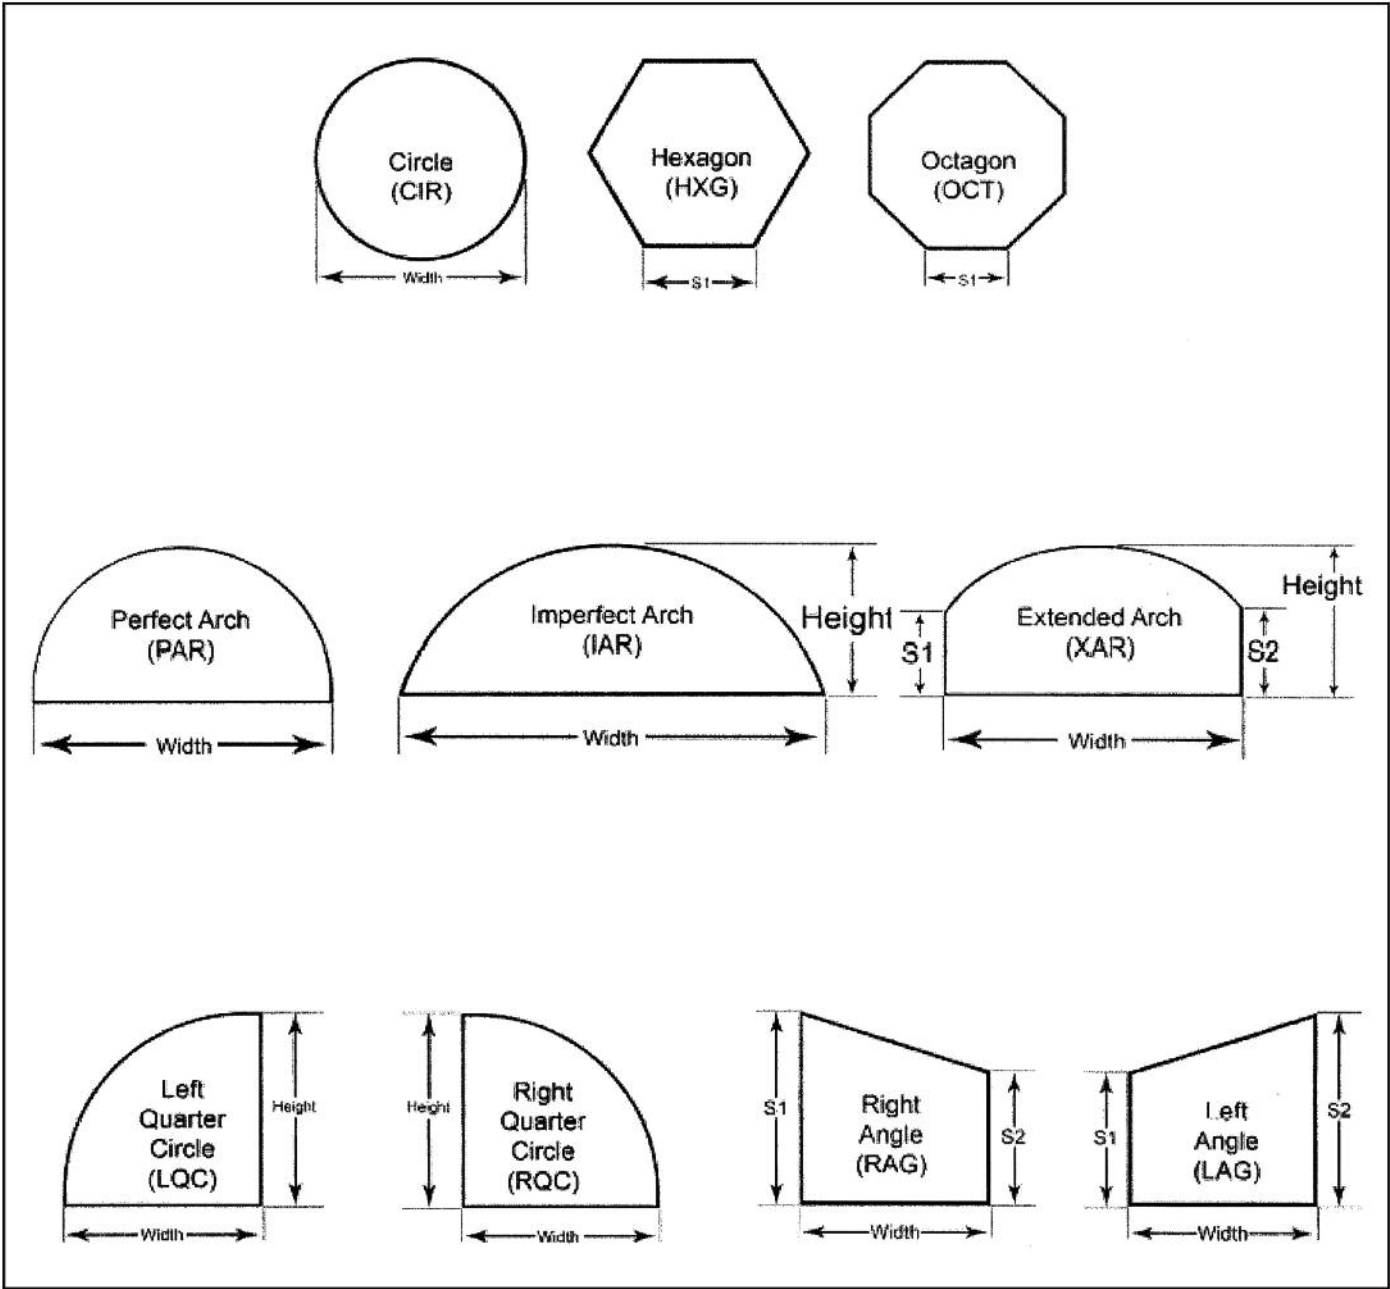 Circle
(CIR)
Width
Hexagon
(HXG)
S1
Octagon
(OCT)
S1
Perfect Arch
(PAR)
Width
Imperfect Arch
(IAR)
Height
Width
Extended Arch
(XAR)
S1
S2
Height
Width
Left
Quarter
Circle
(LQC)
Height
Width
Right
Quarter
Circle
(RQC)
Height
Width
Right
Angle
(RAG)
S1
S2
Width
Left
Angle
(LAG)
S1
S2
Width